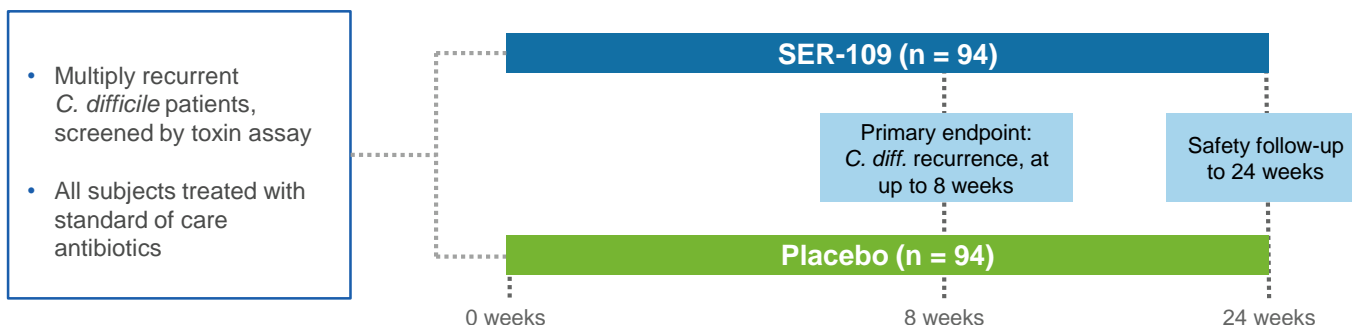 • Multiply recurrent
C. difficile patients,
screened by toxin assay
• All subjects treated with
standard of care
antibiotics
SER-109 (n = 94)
Primary endpoint:
C. diff. recurrence, at
up to 8 weeks
Safety follow-up
to 24 weeks
Placebo (n = 94)
0 weeks
8 weeks
24 weeks